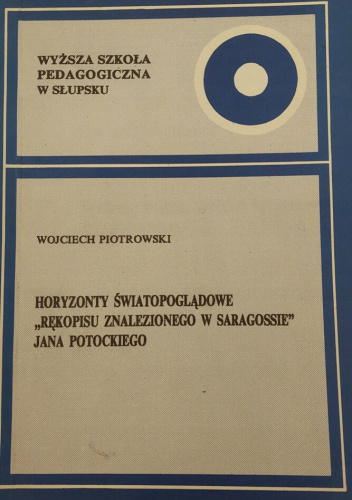 WYŻSZA SZKOŁA
PEDAGOGICZNA
W SŁUPSKU
WOJCIECH PIOTROWSKI
HORYZONTY ŚWIATOPOGLĄDOWE
„RĘKOPISU ZNALEZIONEGO W SARAGOSSIE”
JANA POTOCKIEGO